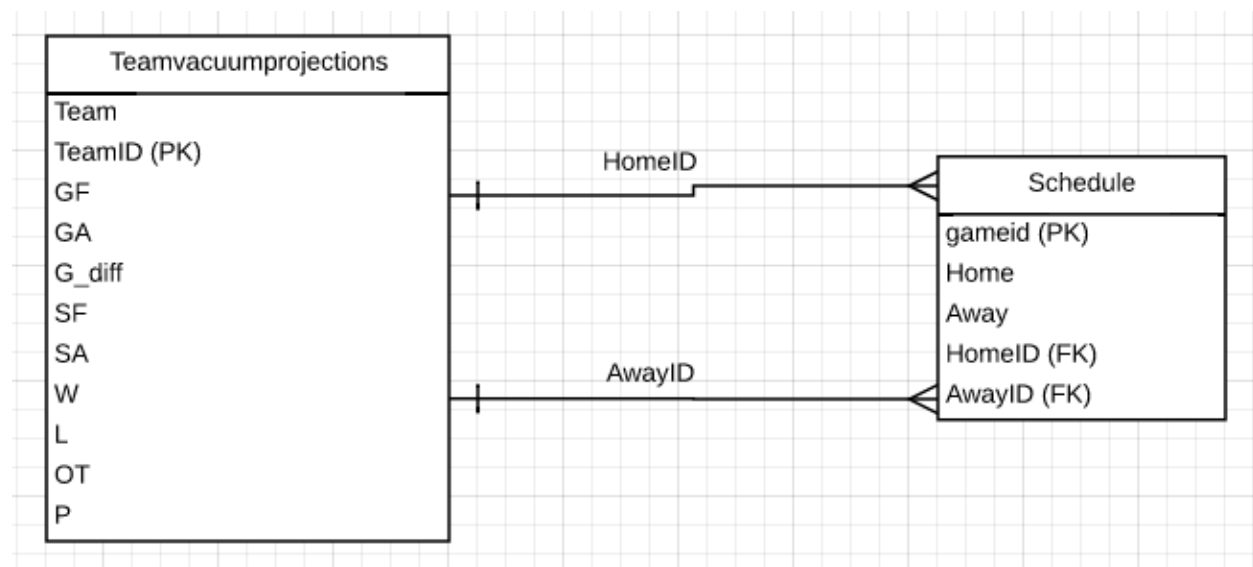 Teamvacuumprojections
Team
TeamID (PK)
GF
GA
G_diff
SF
SA
W
L
OT
P
HomeID
AwayID
Schedule
gameid (PK)
Home
Away
HomeID (FK)
AwayID (FK)